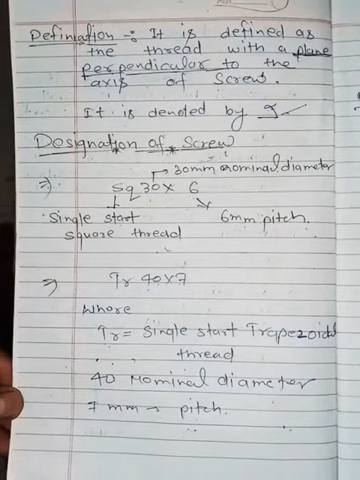 Defination :- It is defined as
the thread with a plane
perpendicular to the
axis of Screw.
It is denoted by
Designation of Screw
30mm nominal diameter
⇒ Sq 30 x 6
Single start 6mm pitch.
square thread
⇒ Tr 40x7
Where
Tr = Single start Trapezoida
thread
40 Nominal diameter
7 mm → pitch.